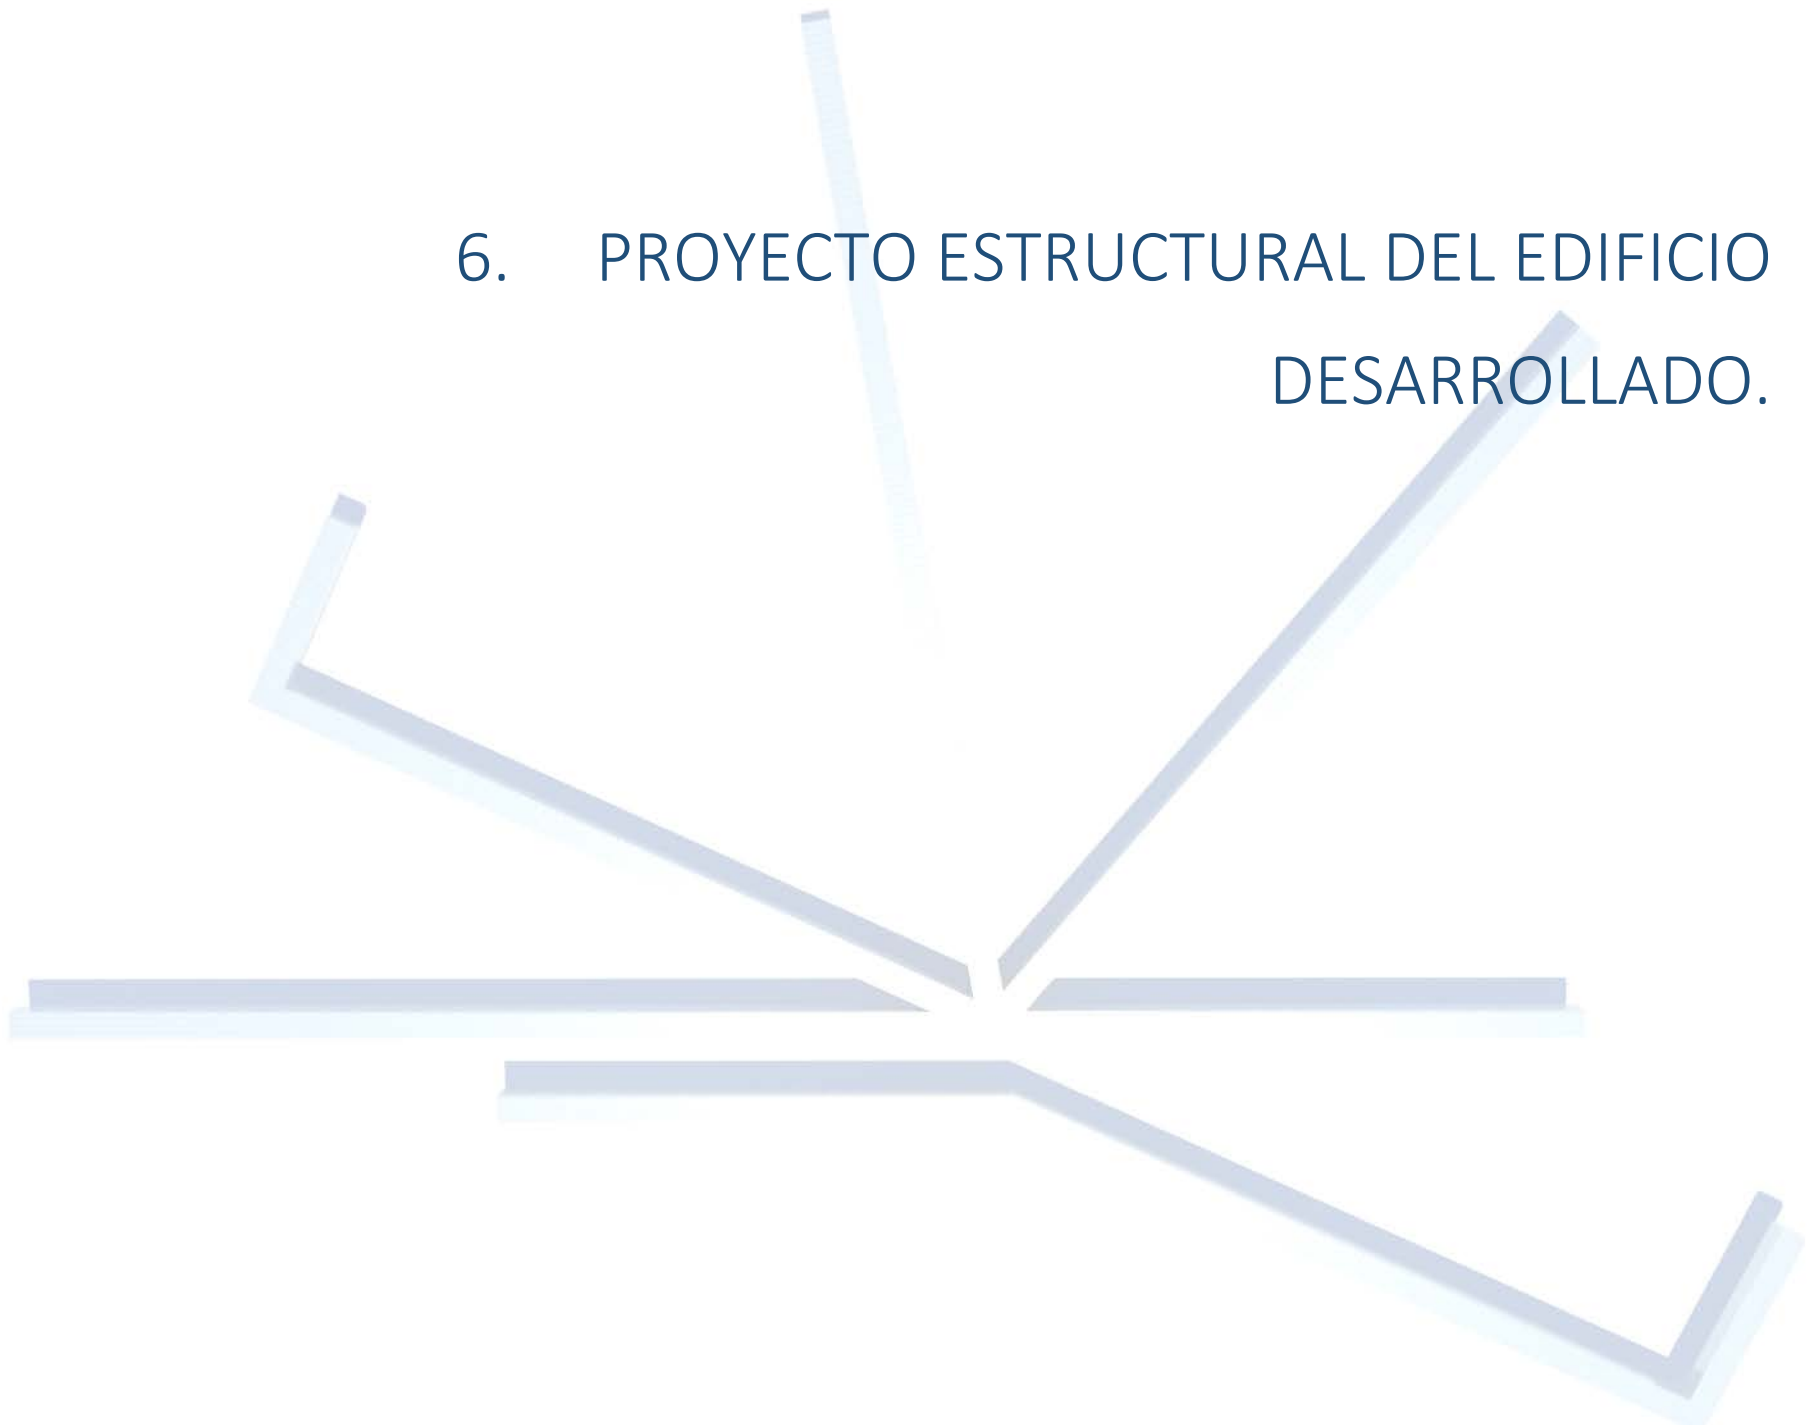 6. PROYECTO ESTRUCTURAL DEL EDIFICIO
DESARROLLADO.